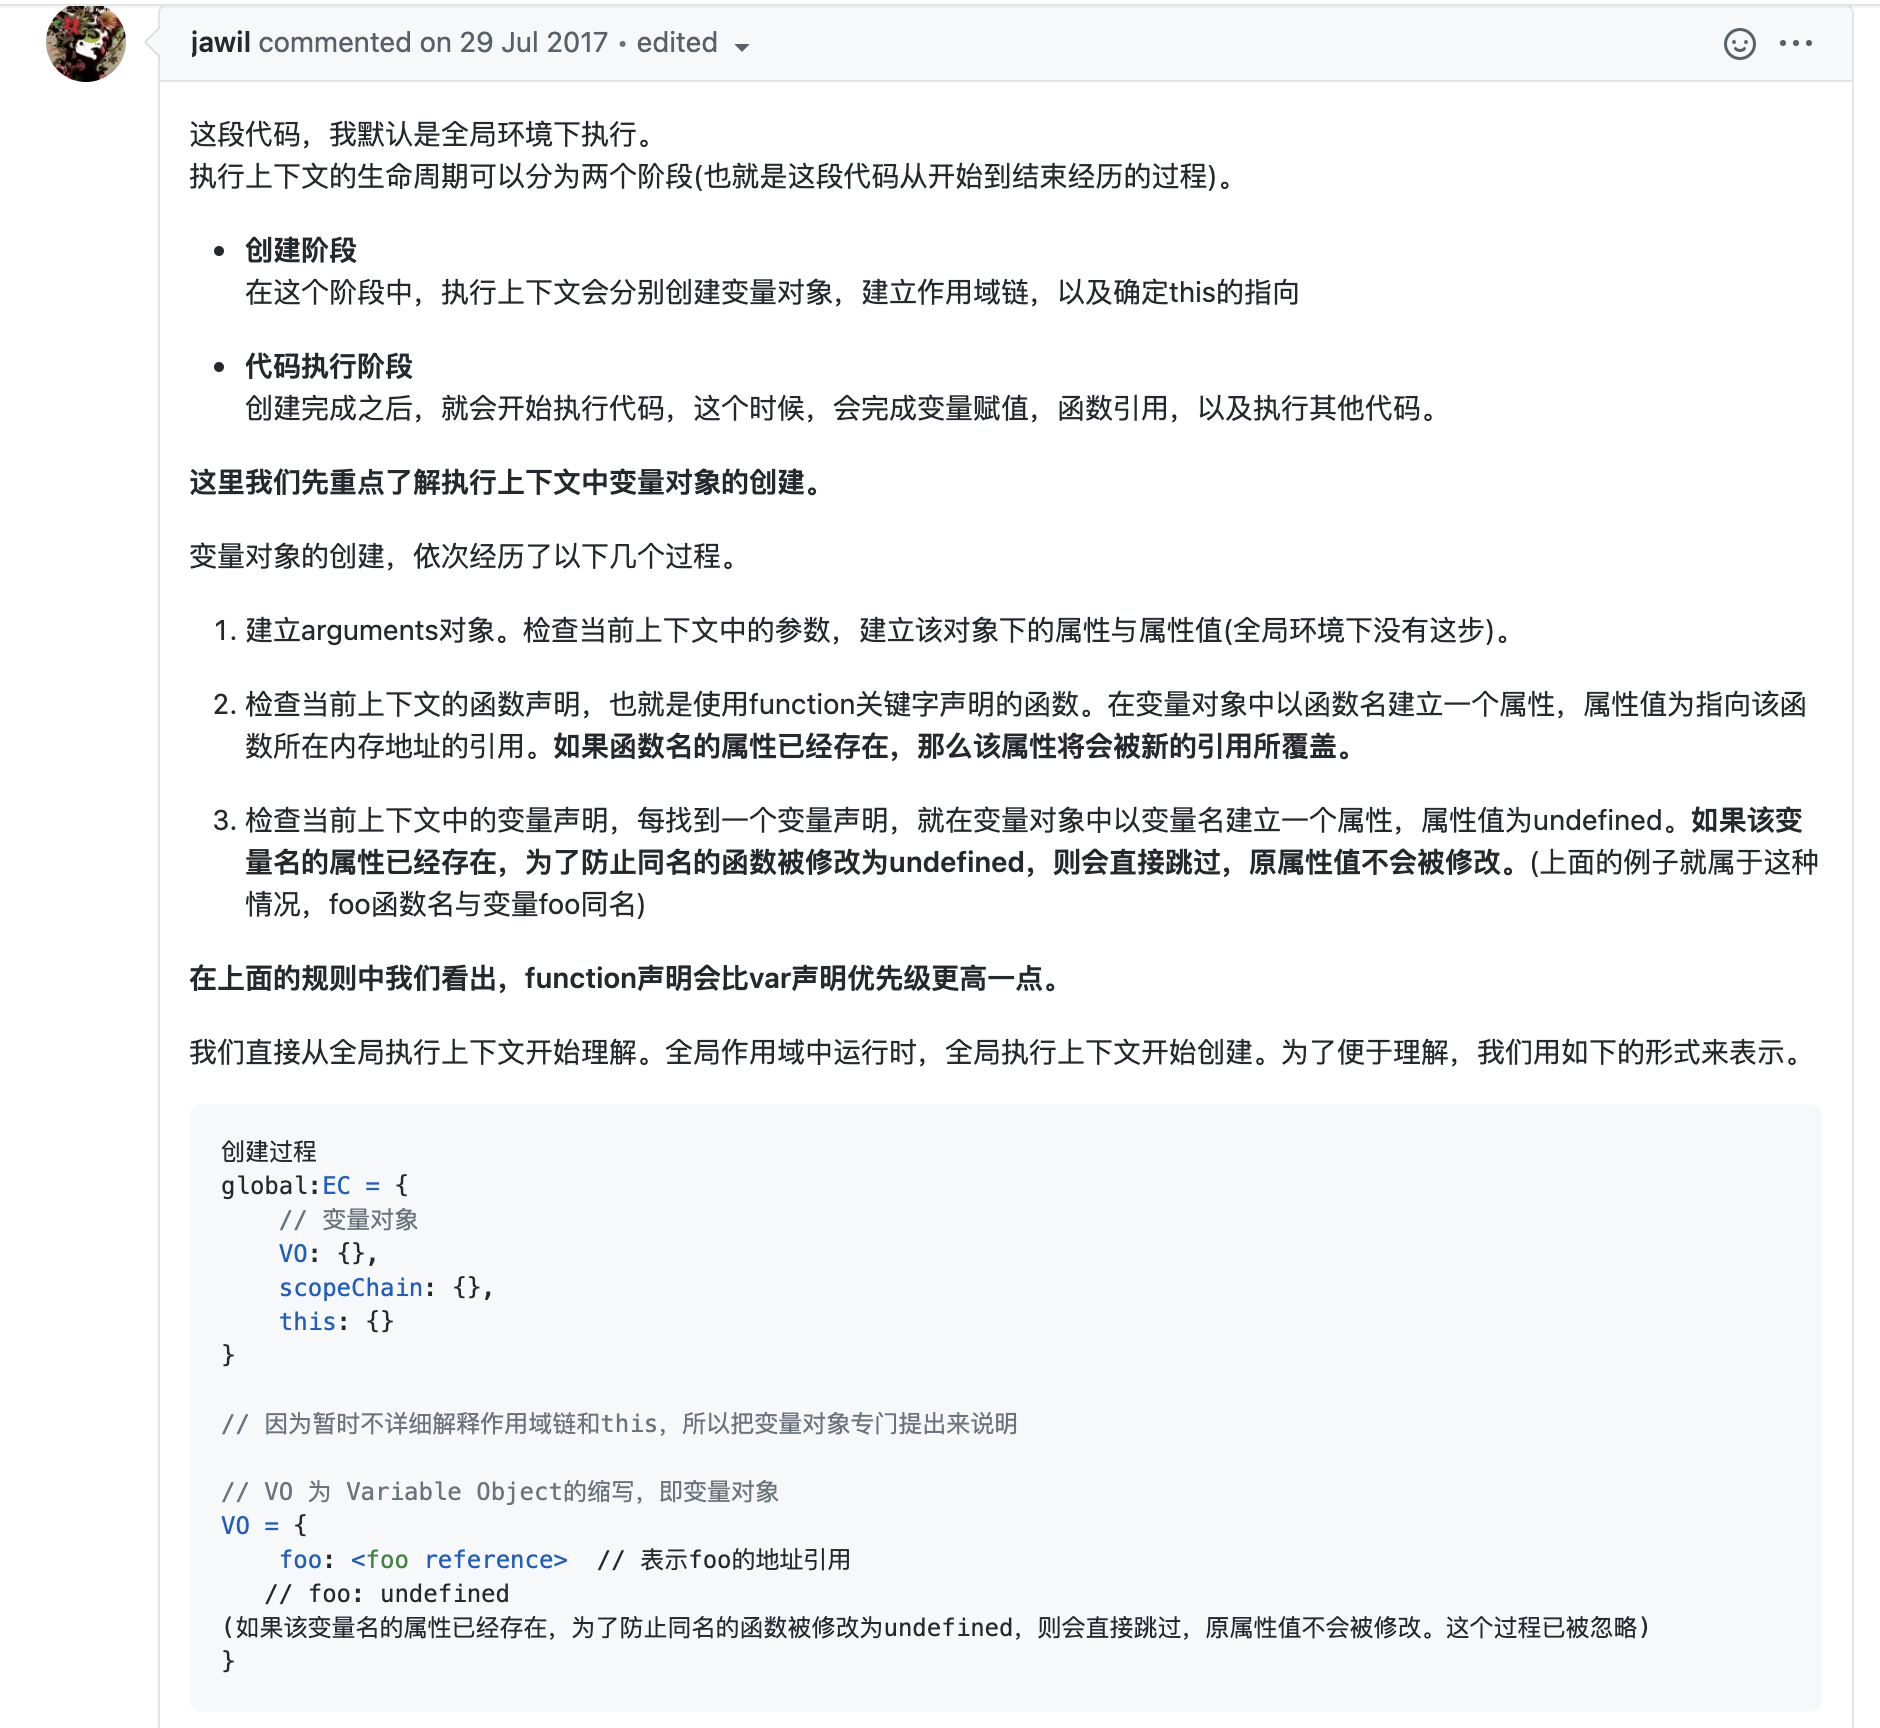 jawil commented on 29 Jul 2017 • edited
这段代码，我默认是全局环境下执行。
执行上下文的生命周期可以分为两个阶段(也就是这段代码从开始到结束经历的过程)。
• 创建阶段
在这个阶段中，执行上下文会分别创建变量对象，建立作用域链，以及确定this的指向
• 代码执行阶段
创建完成之后，就会开始执行代码，这个时候，会完成变量赋值，函数引用，以及执行其他代码。
这里我们先重点了解执行上下文中变量对象的创建。
变量对象的创建，依次经历了以下几个过程。
1. 建立arguments对象。检查当前上下文中的参数，建立该对象下的属性与属性值(全局环境下没有这步)。
2. 检查当前上下文的函数声明，也就是使用function关键字声明的函数。在变量对象中以函数名建立一个属性，属性值为指向该函
数所在内存地址的引用。如果函数名的属性已经存在，那么该属性将会被新的引用所覆盖。
3. 检查当前上下文中的变量声明，每找到一个变量声明，就在变量对象中以变量名建立一个属性，属性值为undefined。如果该变
量名的属性已经存在，为了防止同名的函数被修改为undefined，则会直接跳过，原属性值不会被修改。(上面的例子就属于这种
情况，foo函数名与变量foo同名)
在上面的规则中我们看出，function声明会比var声明优先级更高一点。
我们直接从全局执行上下文开始理解。全局作用域中运行时，全局执行上下文开始创建。为了便于理解，我们用如下的形式来表示。
创建过程
global:EC = {
    // 变量对象
    VO: {},
    scopeChain: {},
    this: {}
}
// 因为暂时不详细解释作用域链和this，所以把变量对象专门提出来说明
// VO 为 Variable Object的缩写，即变量对象
VO = {
    foo: <foo reference>  // 表示foo的地址引用
   // foo: undefined
(如果该变量名的属性已经存在，为了防止同名的函数被修改为undefined，则会直接跳过，原属性值不会被修改。这个过程已被忽略)
}